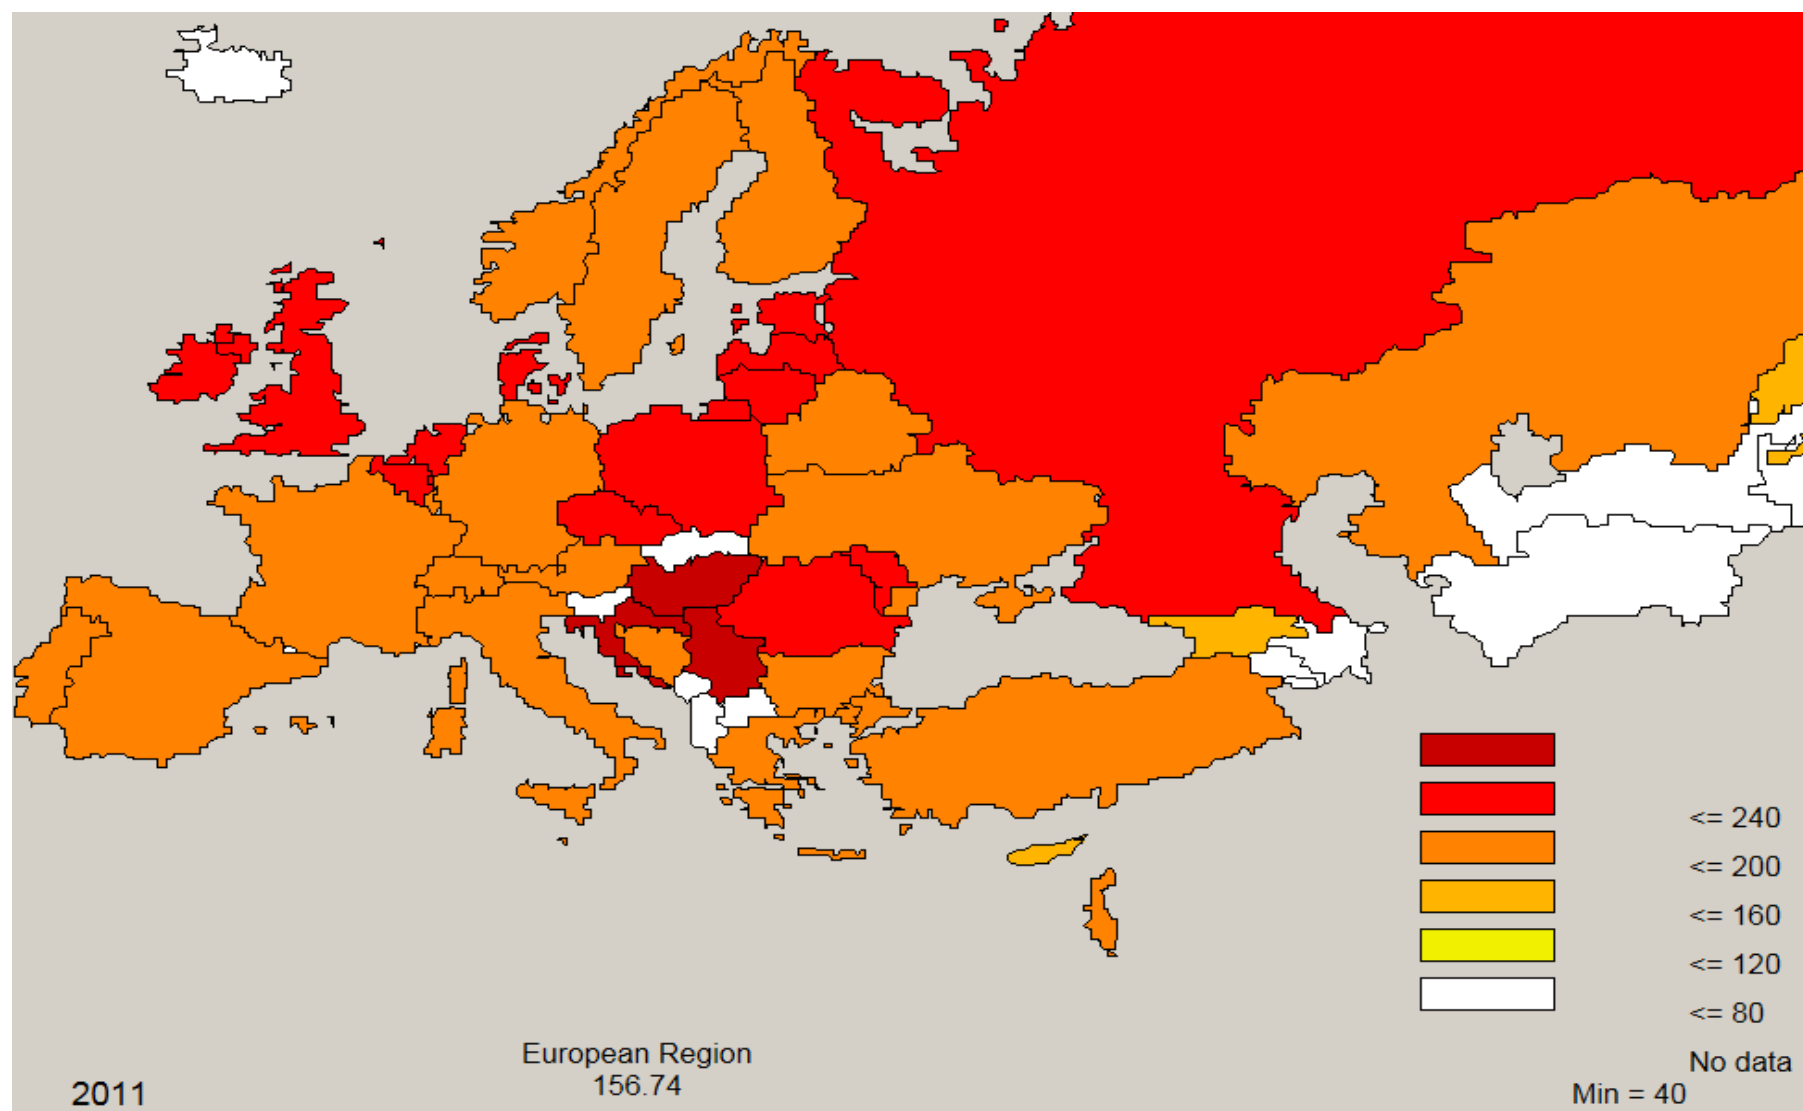 <= 240
<= 200
<= 160
<= 120
<= 80
No data
European Region
156.74
2011
Min = 40